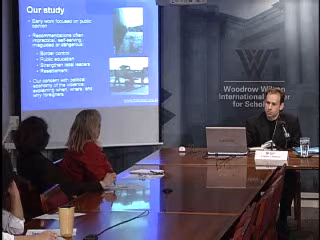 Our study
Early work focused on public
opinion
Recommendations often
impractical, self-serving,
misguided or dangerous:
Border control
Public education
Strengthen local leaders
Resettlement
Our concern with political
economy of the violence:
explaining when, where, and
why foreigners.
Woodrow Wilson
International Center
for Scholars